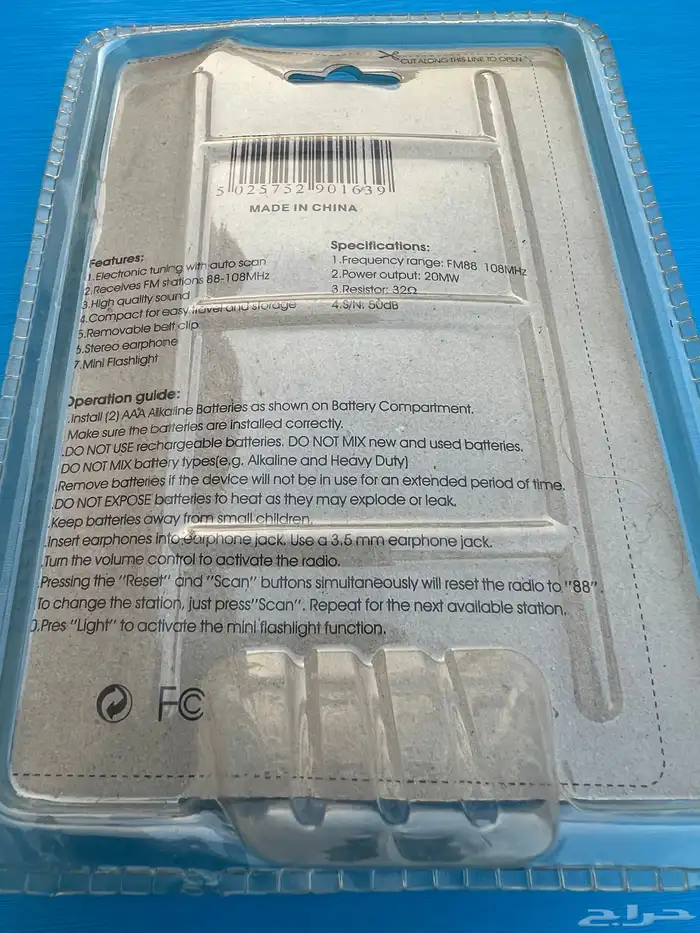 CUT ALONG THIS LINE TO OPEN
5 025752 901639
MADE IN CHINA
Features:
1.Electronic tuning with auto scan
2.Receives FM stations 88-108MHz
3.High quality sound
4.Compact for easy travel and storage
5.Removable belt clip
6.Stereo earphone
7.Mini Flashlight
Specifications:
1.Frequency range: FM88 108MHz
2.Power output: 20MW
3.Resistor: 32Ω
4.S/N: 50dB
Operation guide:
.Install (2) AAA Alkaline Batteries as shown on Battery Compartment.
Make sure the batteries are installed correctly.
.DO NOT USE rechargeable batteries. DO NOT MIX new and used batteries.
DO NOT MIX battery types(e.g. Alkaline and Heavy Duty)
.Remove batteries if the device will not be in use for an extended period of time.
.DO NOT EXPOSE batteries to heat as they may explode or leak.
.Keep batteries away from small children.
.Insert earphones into earphone jack. Use a 3.5 mm earphone jack.
.Turn the volume control to activate the radio.
.Pressing the "Reset" and "Scan" buttons simultaneously will reset the radio to "88".
To change the station, just press"Scan". Repeat for the next available station.
0.Pres "Light" to activate the mini flashlight function.
FC
حراج